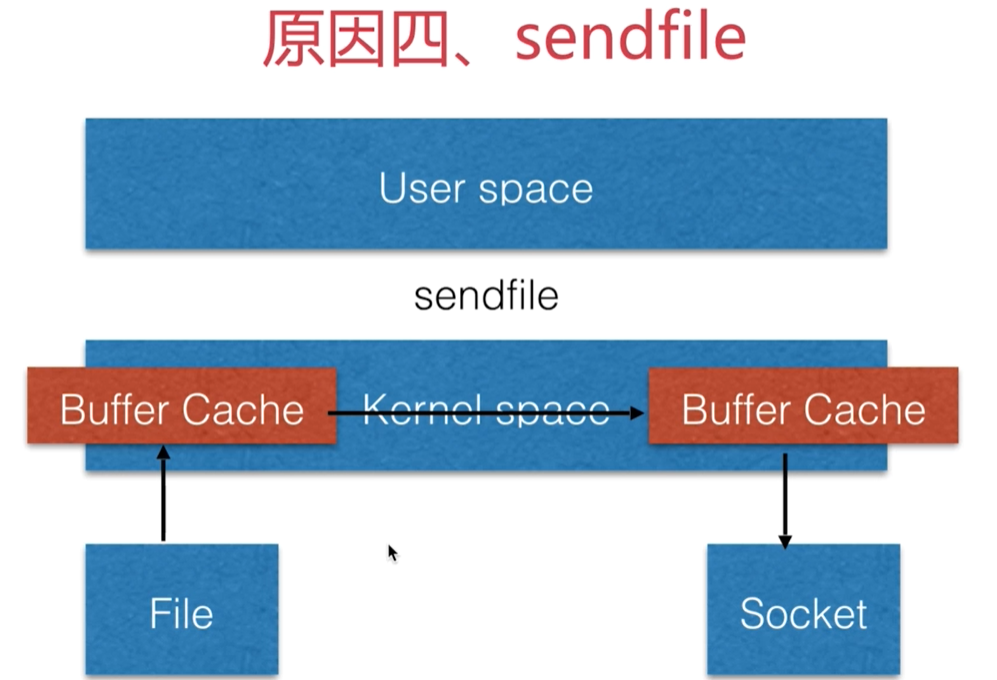 原因四、sendfile
User space
sendfile
Buffer Cache
Kernel space
Buffer Cache
File
Socket